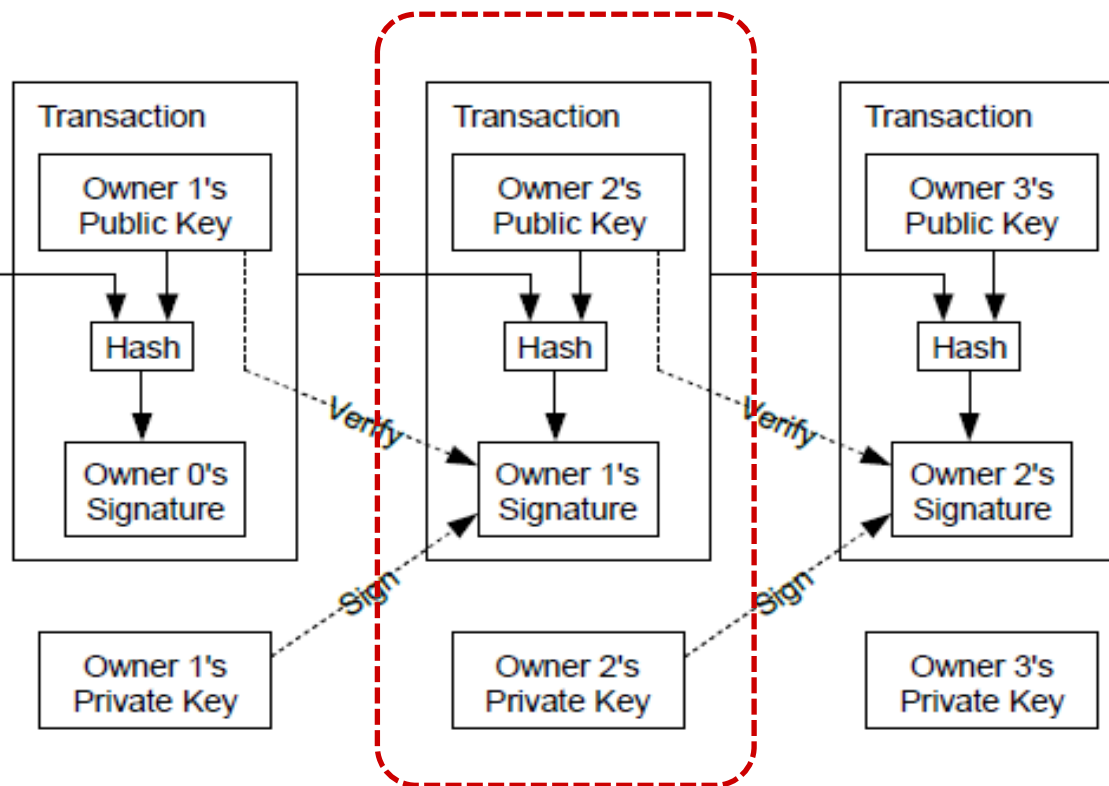 Transaction
Owner 1's
Public Key
Hash
Verify
Owner 0's
Signature
Sign
Owner 1's
Private Key
Transaction
Owner 2's
Public Key
Hash
Verify
Owner 1's
Signature
Sign
Owner 2's
Private Key
Transaction
Owner 3's
Public Key
Hash
Owner 2's
Signature
Owner 3's
Private Key